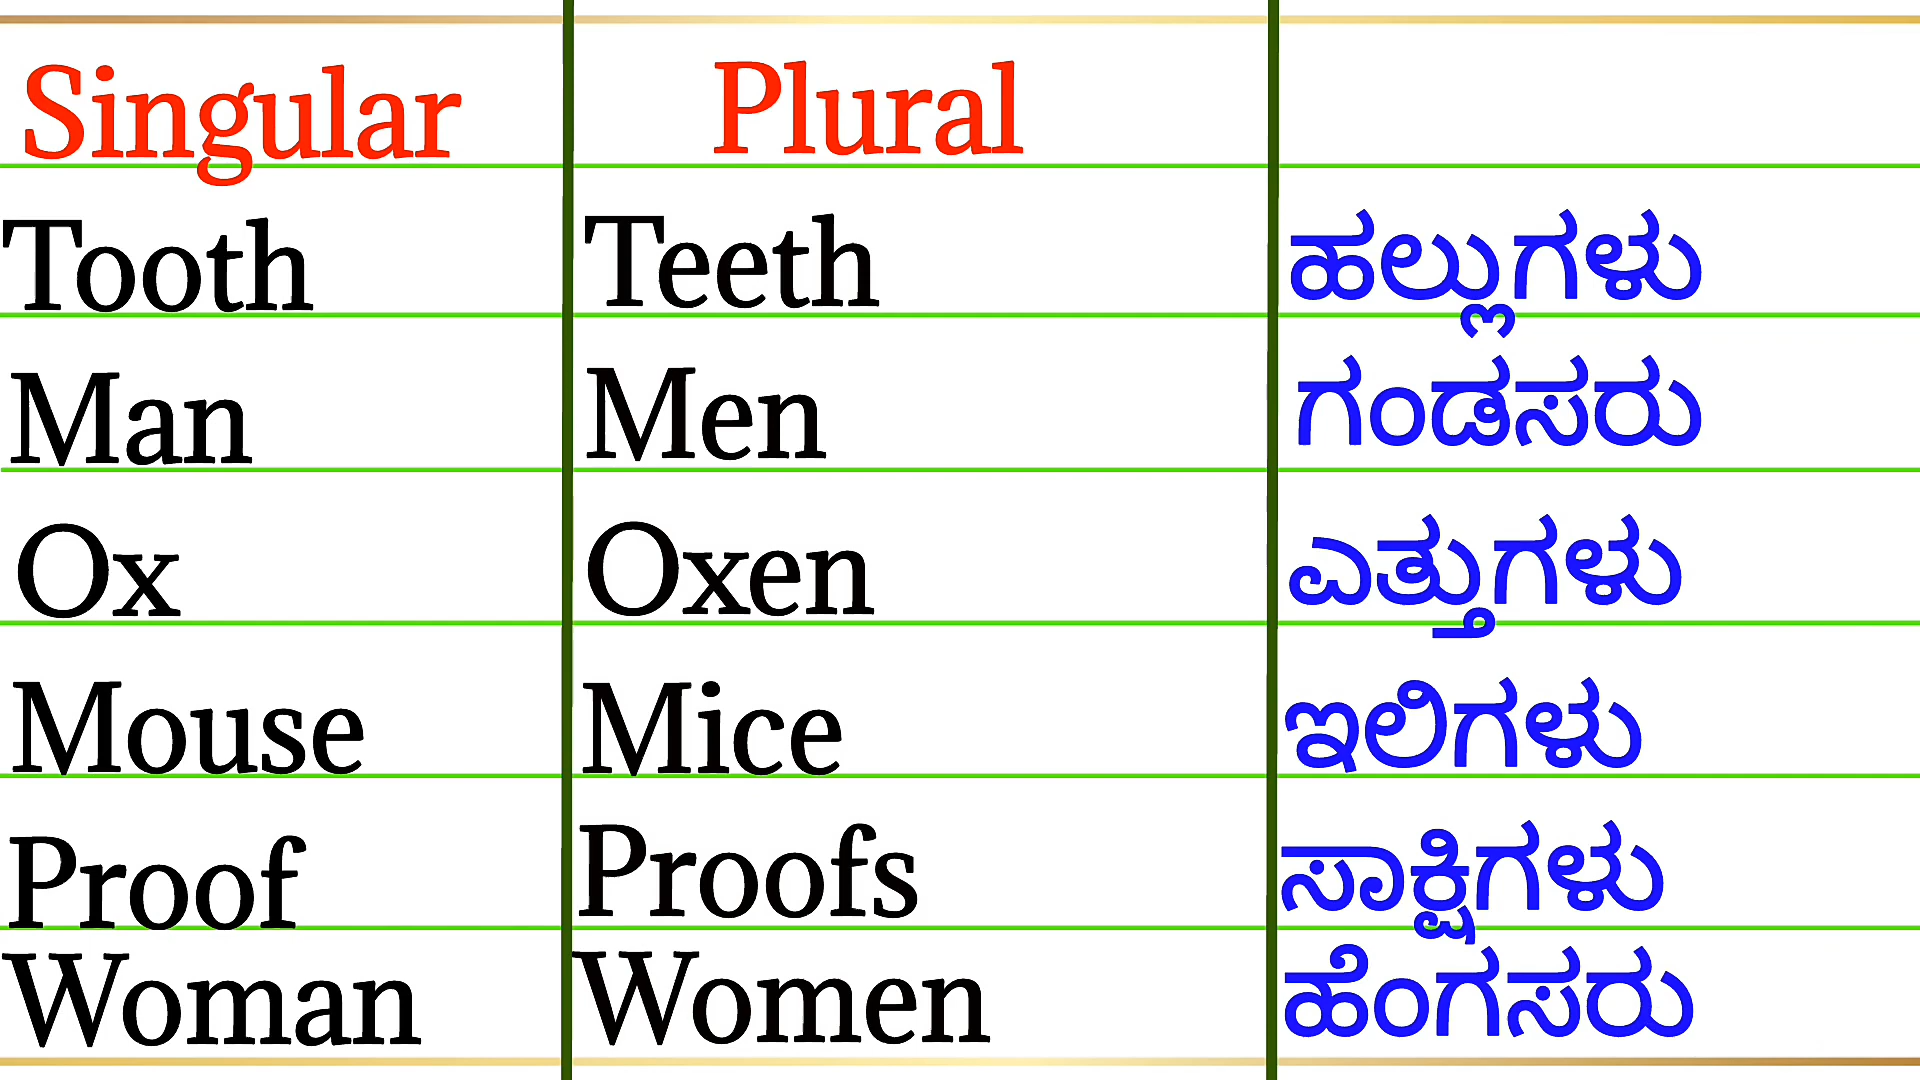 Singular Plural
Tooth Teeth ಹಲ್ಲುಗಳು
Man Men ಗಂಡಸರು
Ox Oxen ಎತ್ತುಗಳು
Mouse Mice ಇಲಿಗಳು
Proof Proofs ಸಾಕ್ಷಿಗಳು
Woman Women ಹೆಂಗಸರು